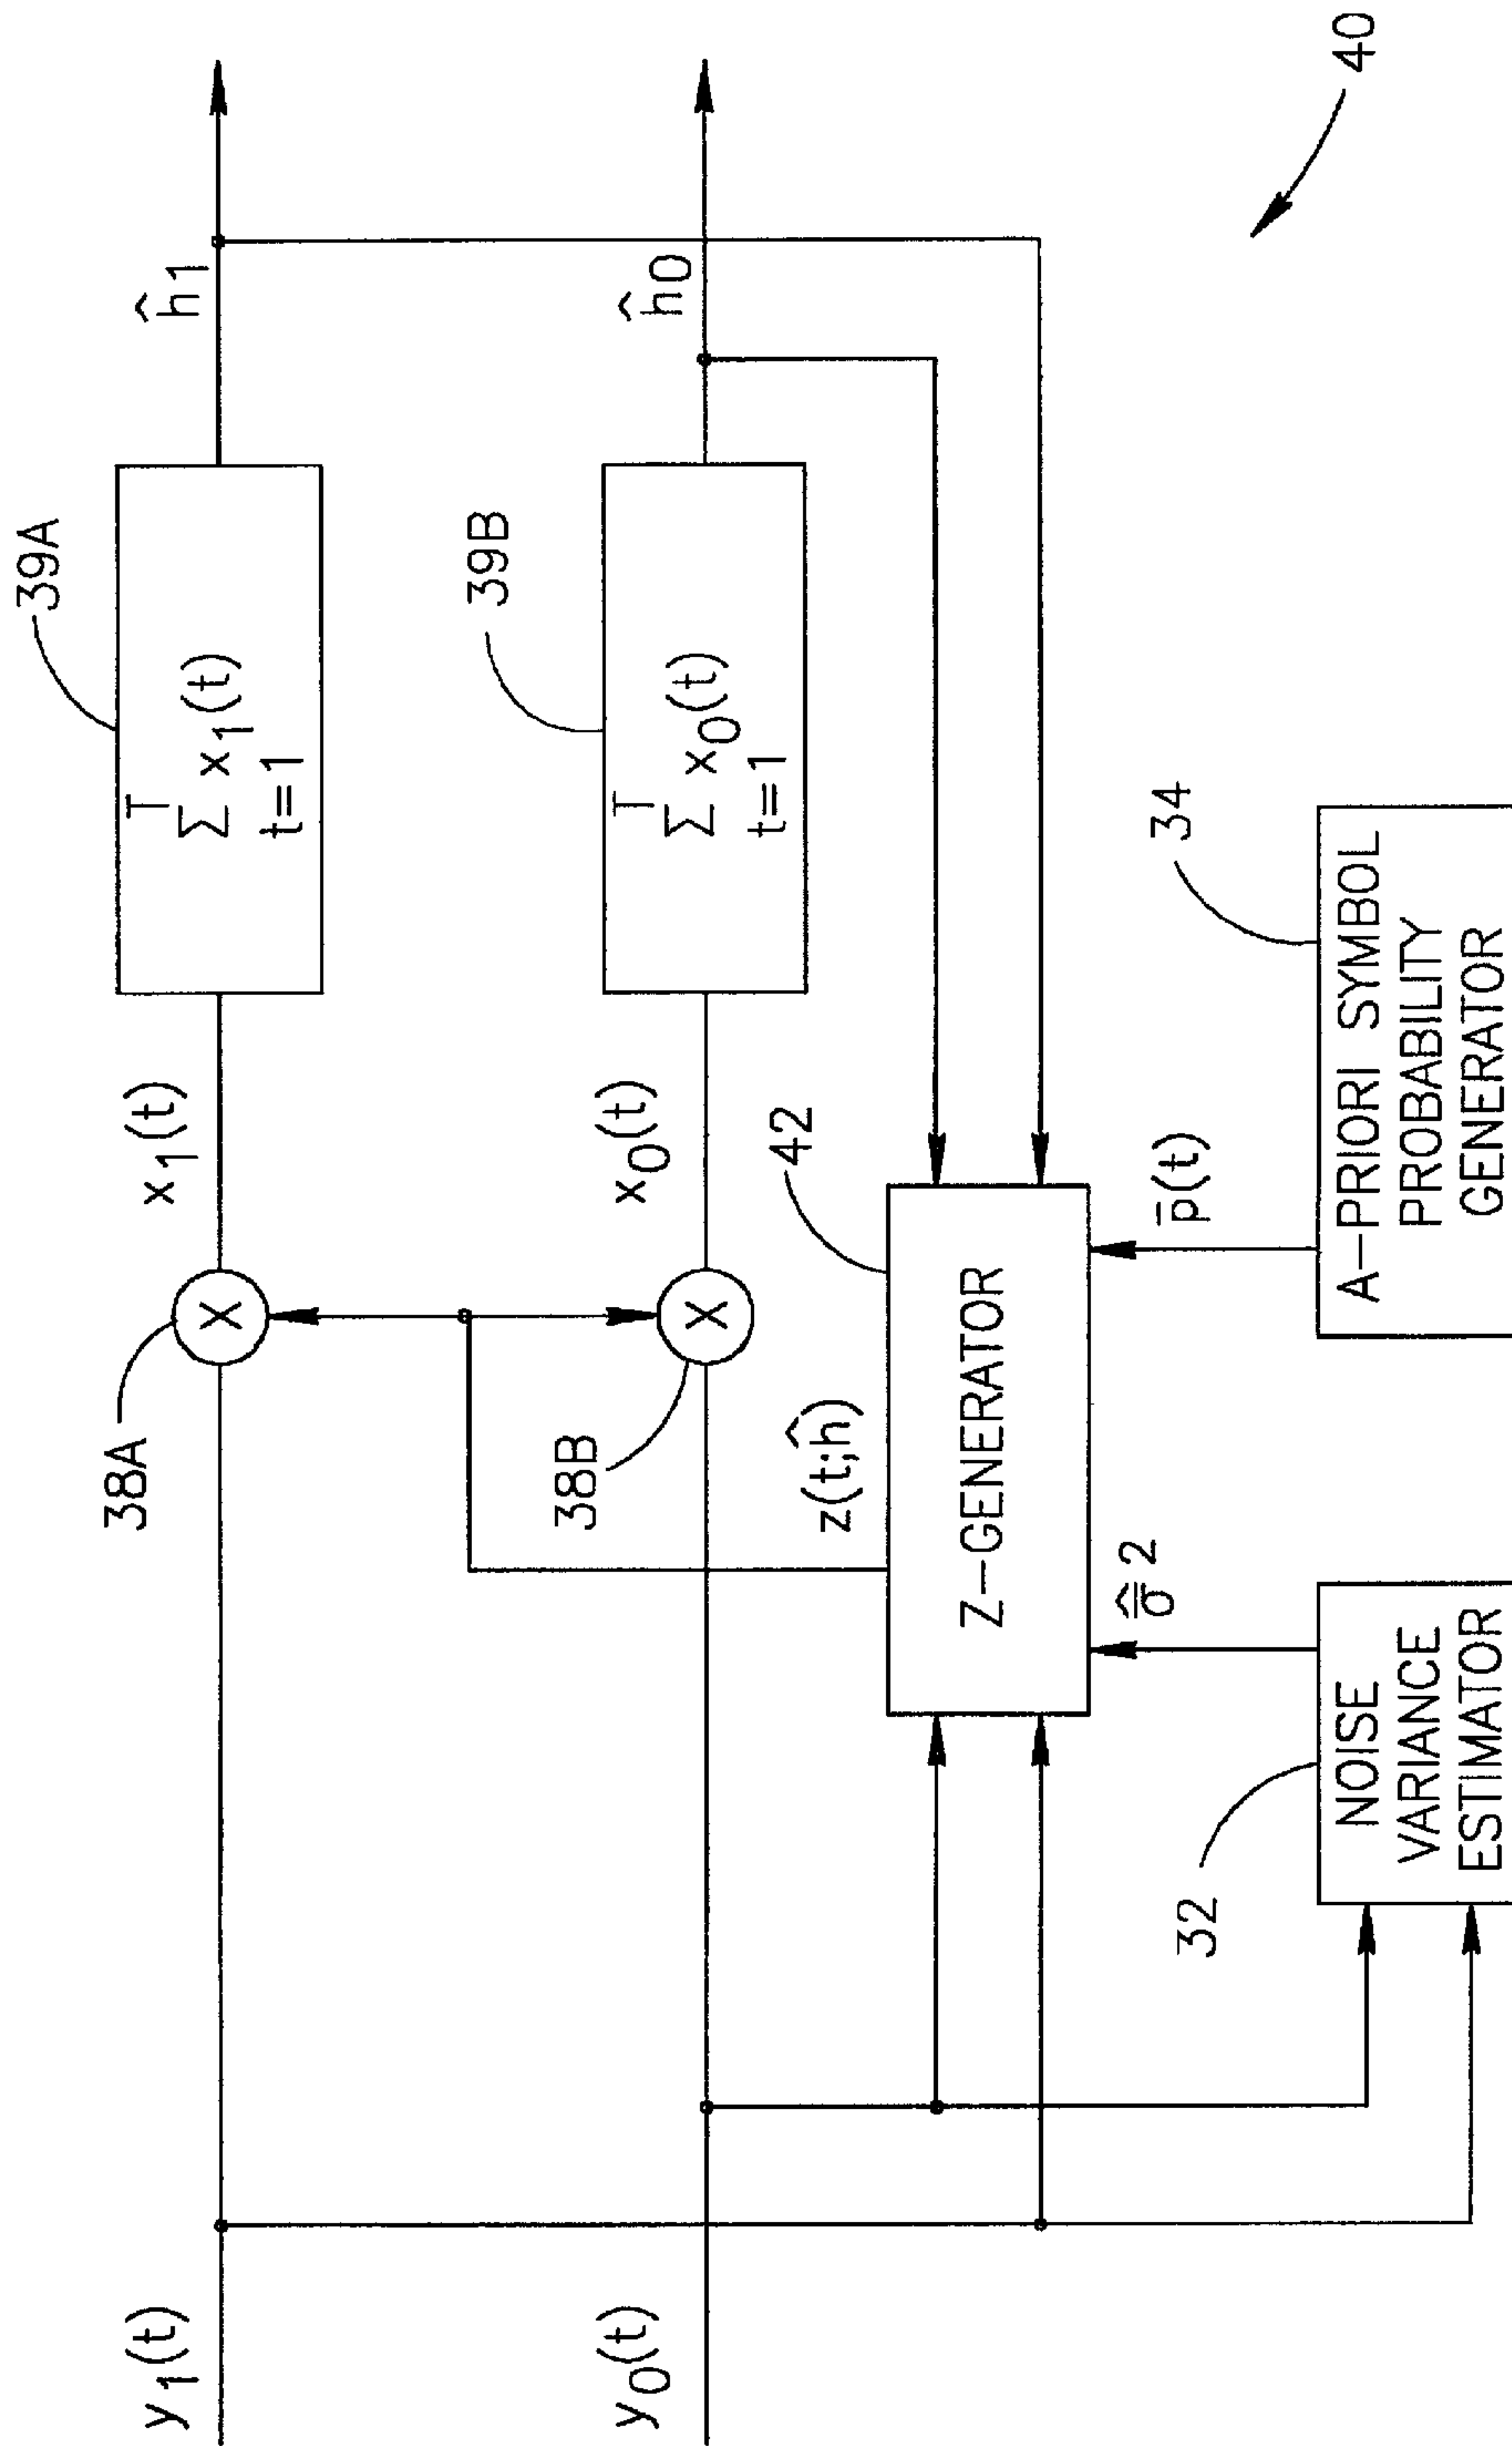 y1(t)
38A
x1(t)
39A
T
Σ x1(t)
t=1
ĥ1
y0(t)
38B
X
X
x0(t)
39B
T
Σ x0(t)
t=1
ĥ0
z(t;ĥ)
42
Z-GENERATOR
p̄(t)
32
NOISE
VARIANCE
ESTIMATOR
34
A-PRIORI SYMBOL
PROBABILITY
GENERATOR
40